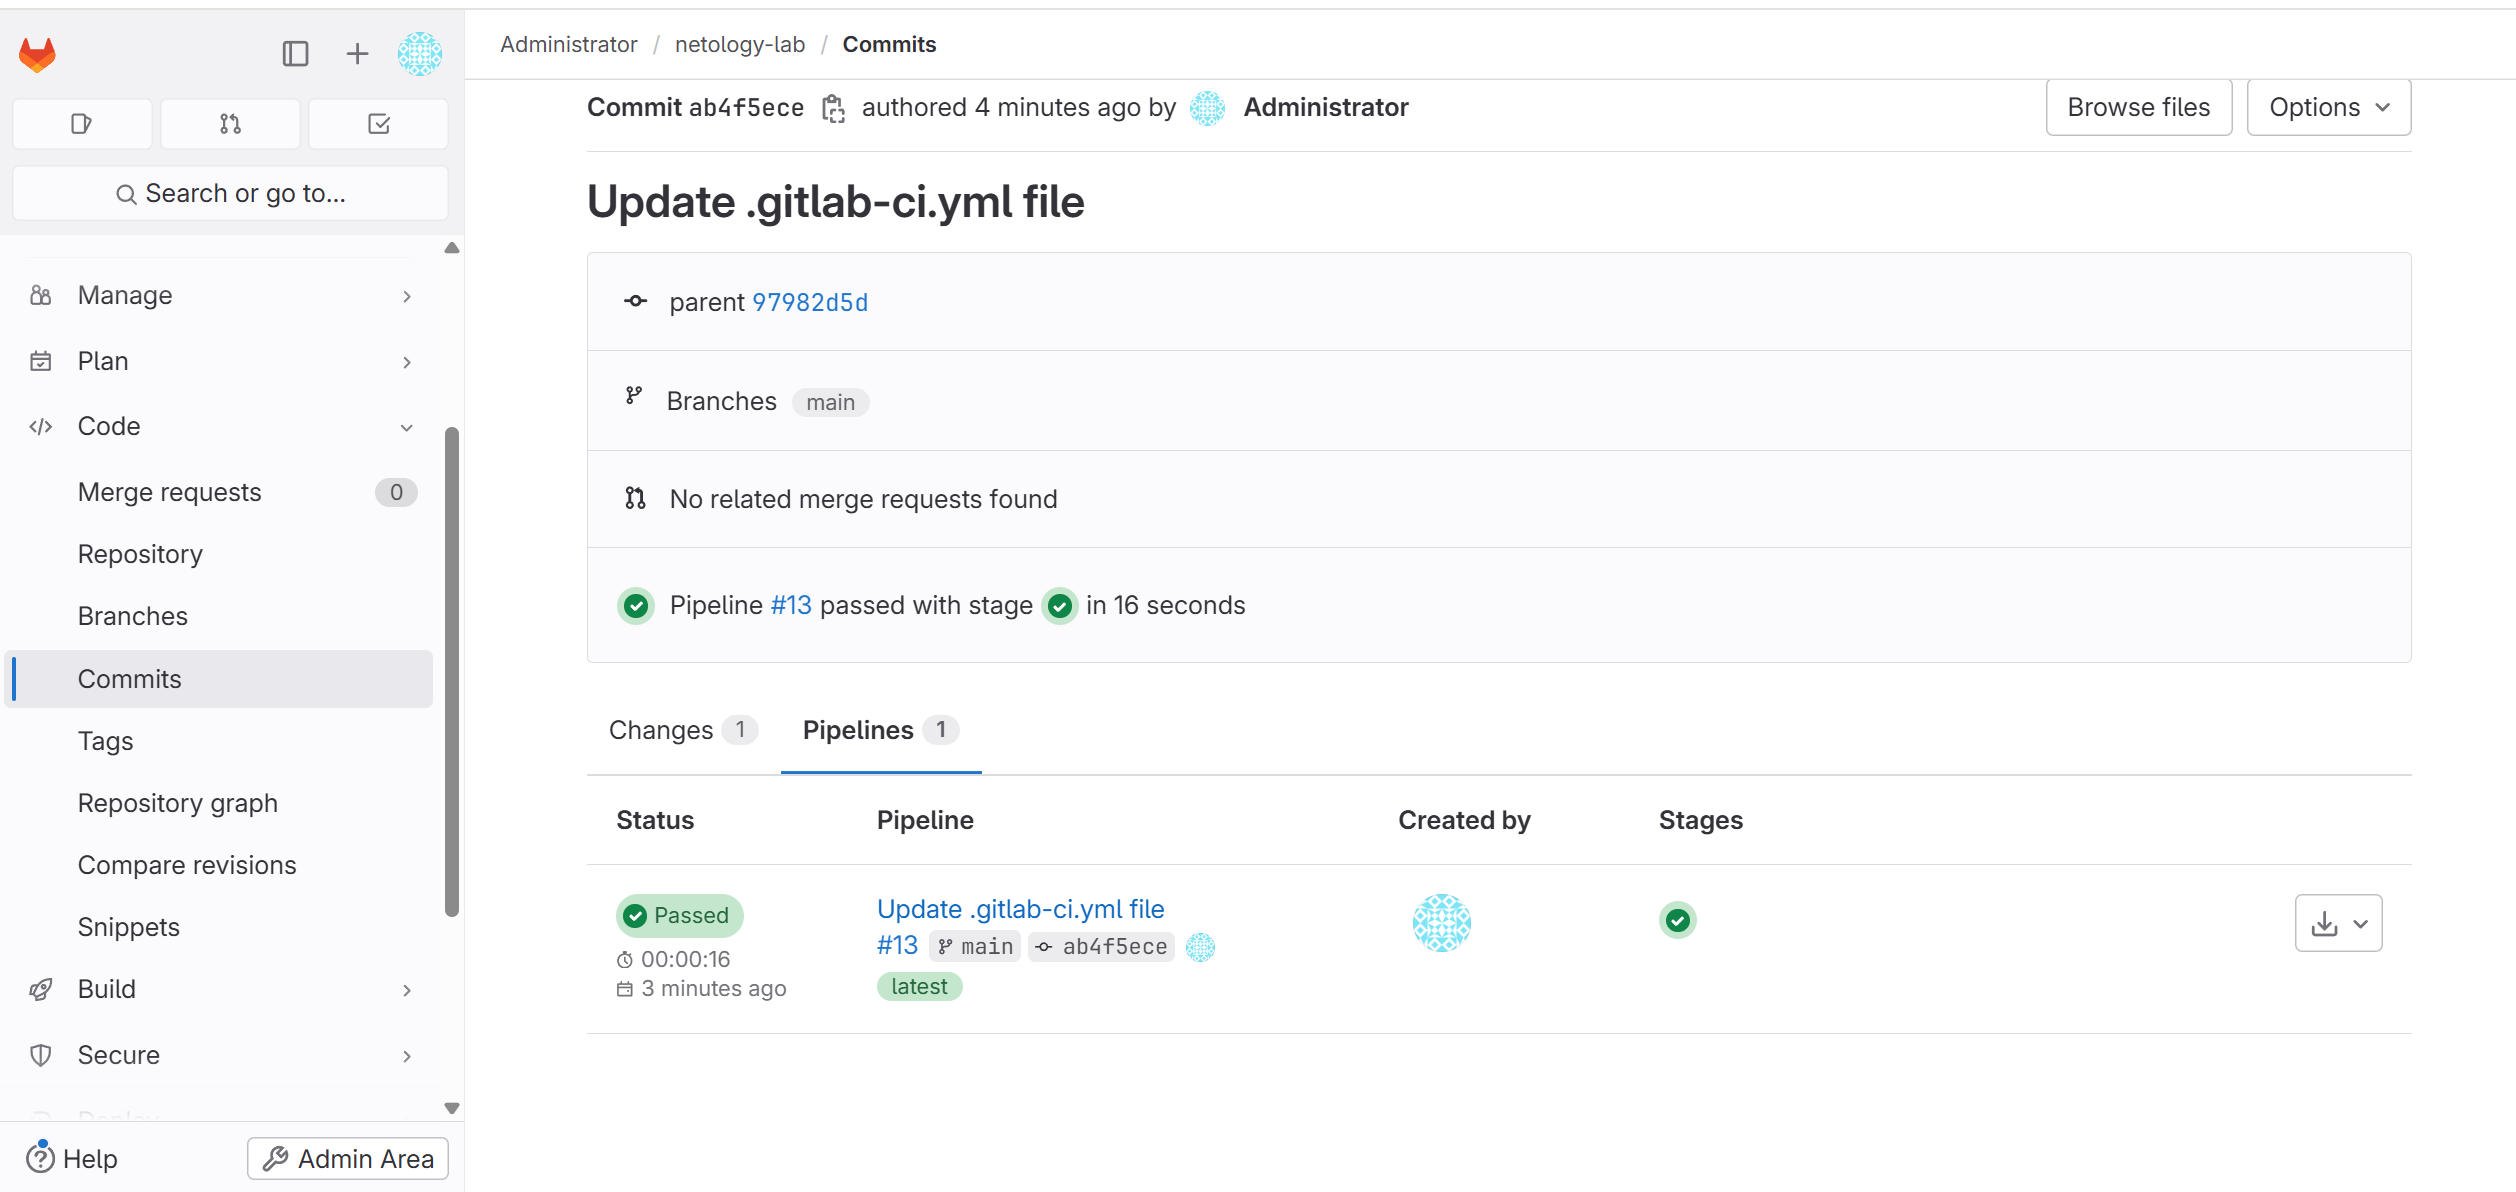 Administrator / netology-lab / Commits
Search or go to...
Manage
Plan
Code
Merge requests 0
Repository
Branches
Commits
Tags
Repository graph
Compare revisions
Snippets
Build
Secure
Deploy
Help
Admin Area
Commit ab4f5ece authored 4 minutes ago by Administrator
Browse files
Options
Update .gitlab-ci.yml file
parent 97982d5d
Branches main
No related merge requests found
Pipeline #13 passed with stage in 16 seconds
Changes 1
Pipelines 1
Status Pipeline Created by Stages
Passed
00:00:16
3 minutes ago
Update .gitlab-ci.yml file
#13 main ab4f5ece
latest